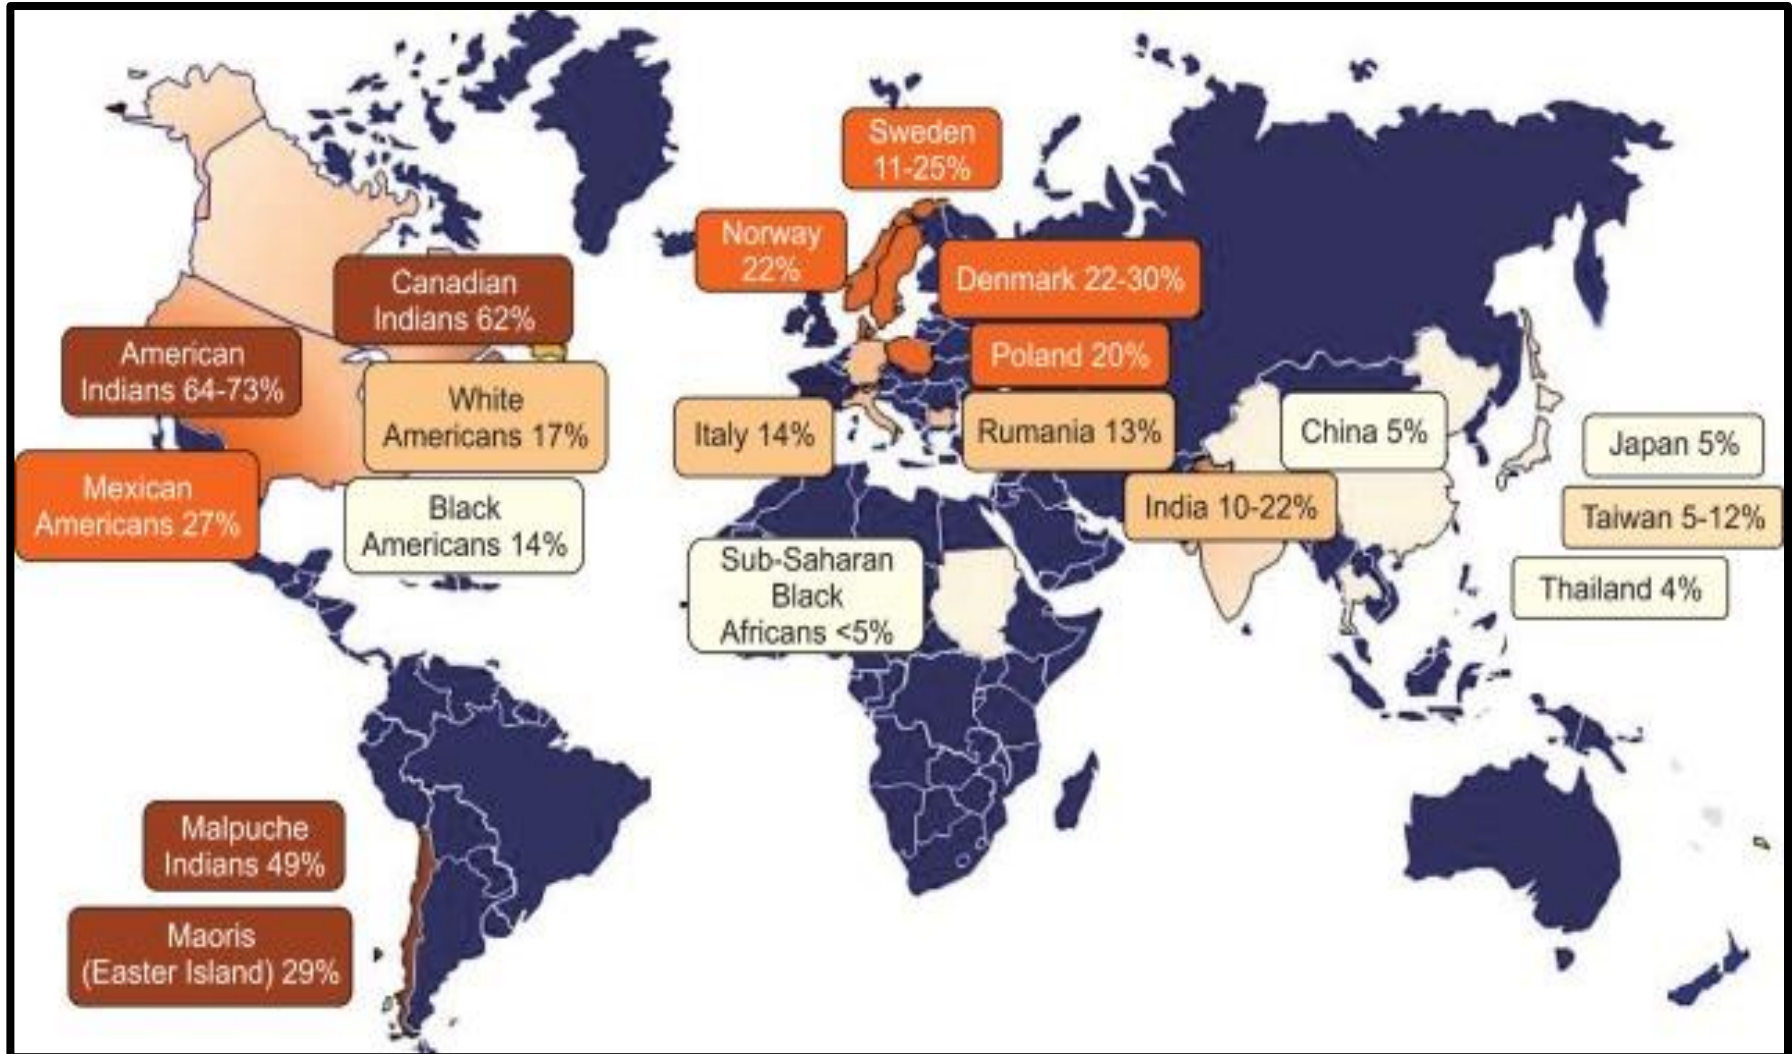 Sweden
11-25%
Norway
22%
Denmark 22-30%
Canadian
Indians 62%
American
Indians 64-73%
Poland 20%
White
Americans 17%
Italy 14%
Rumania 13%
China 5%
Japan 5%
Mexican
Americans 27%
Black
Americans 14%
India 10-22%
Taiwan 5-12%
Sub-Saharan
Black
Africans <5%
Thailand 4%
Malpuche
Indians 49%
Maoris
(Easter Island) 29%